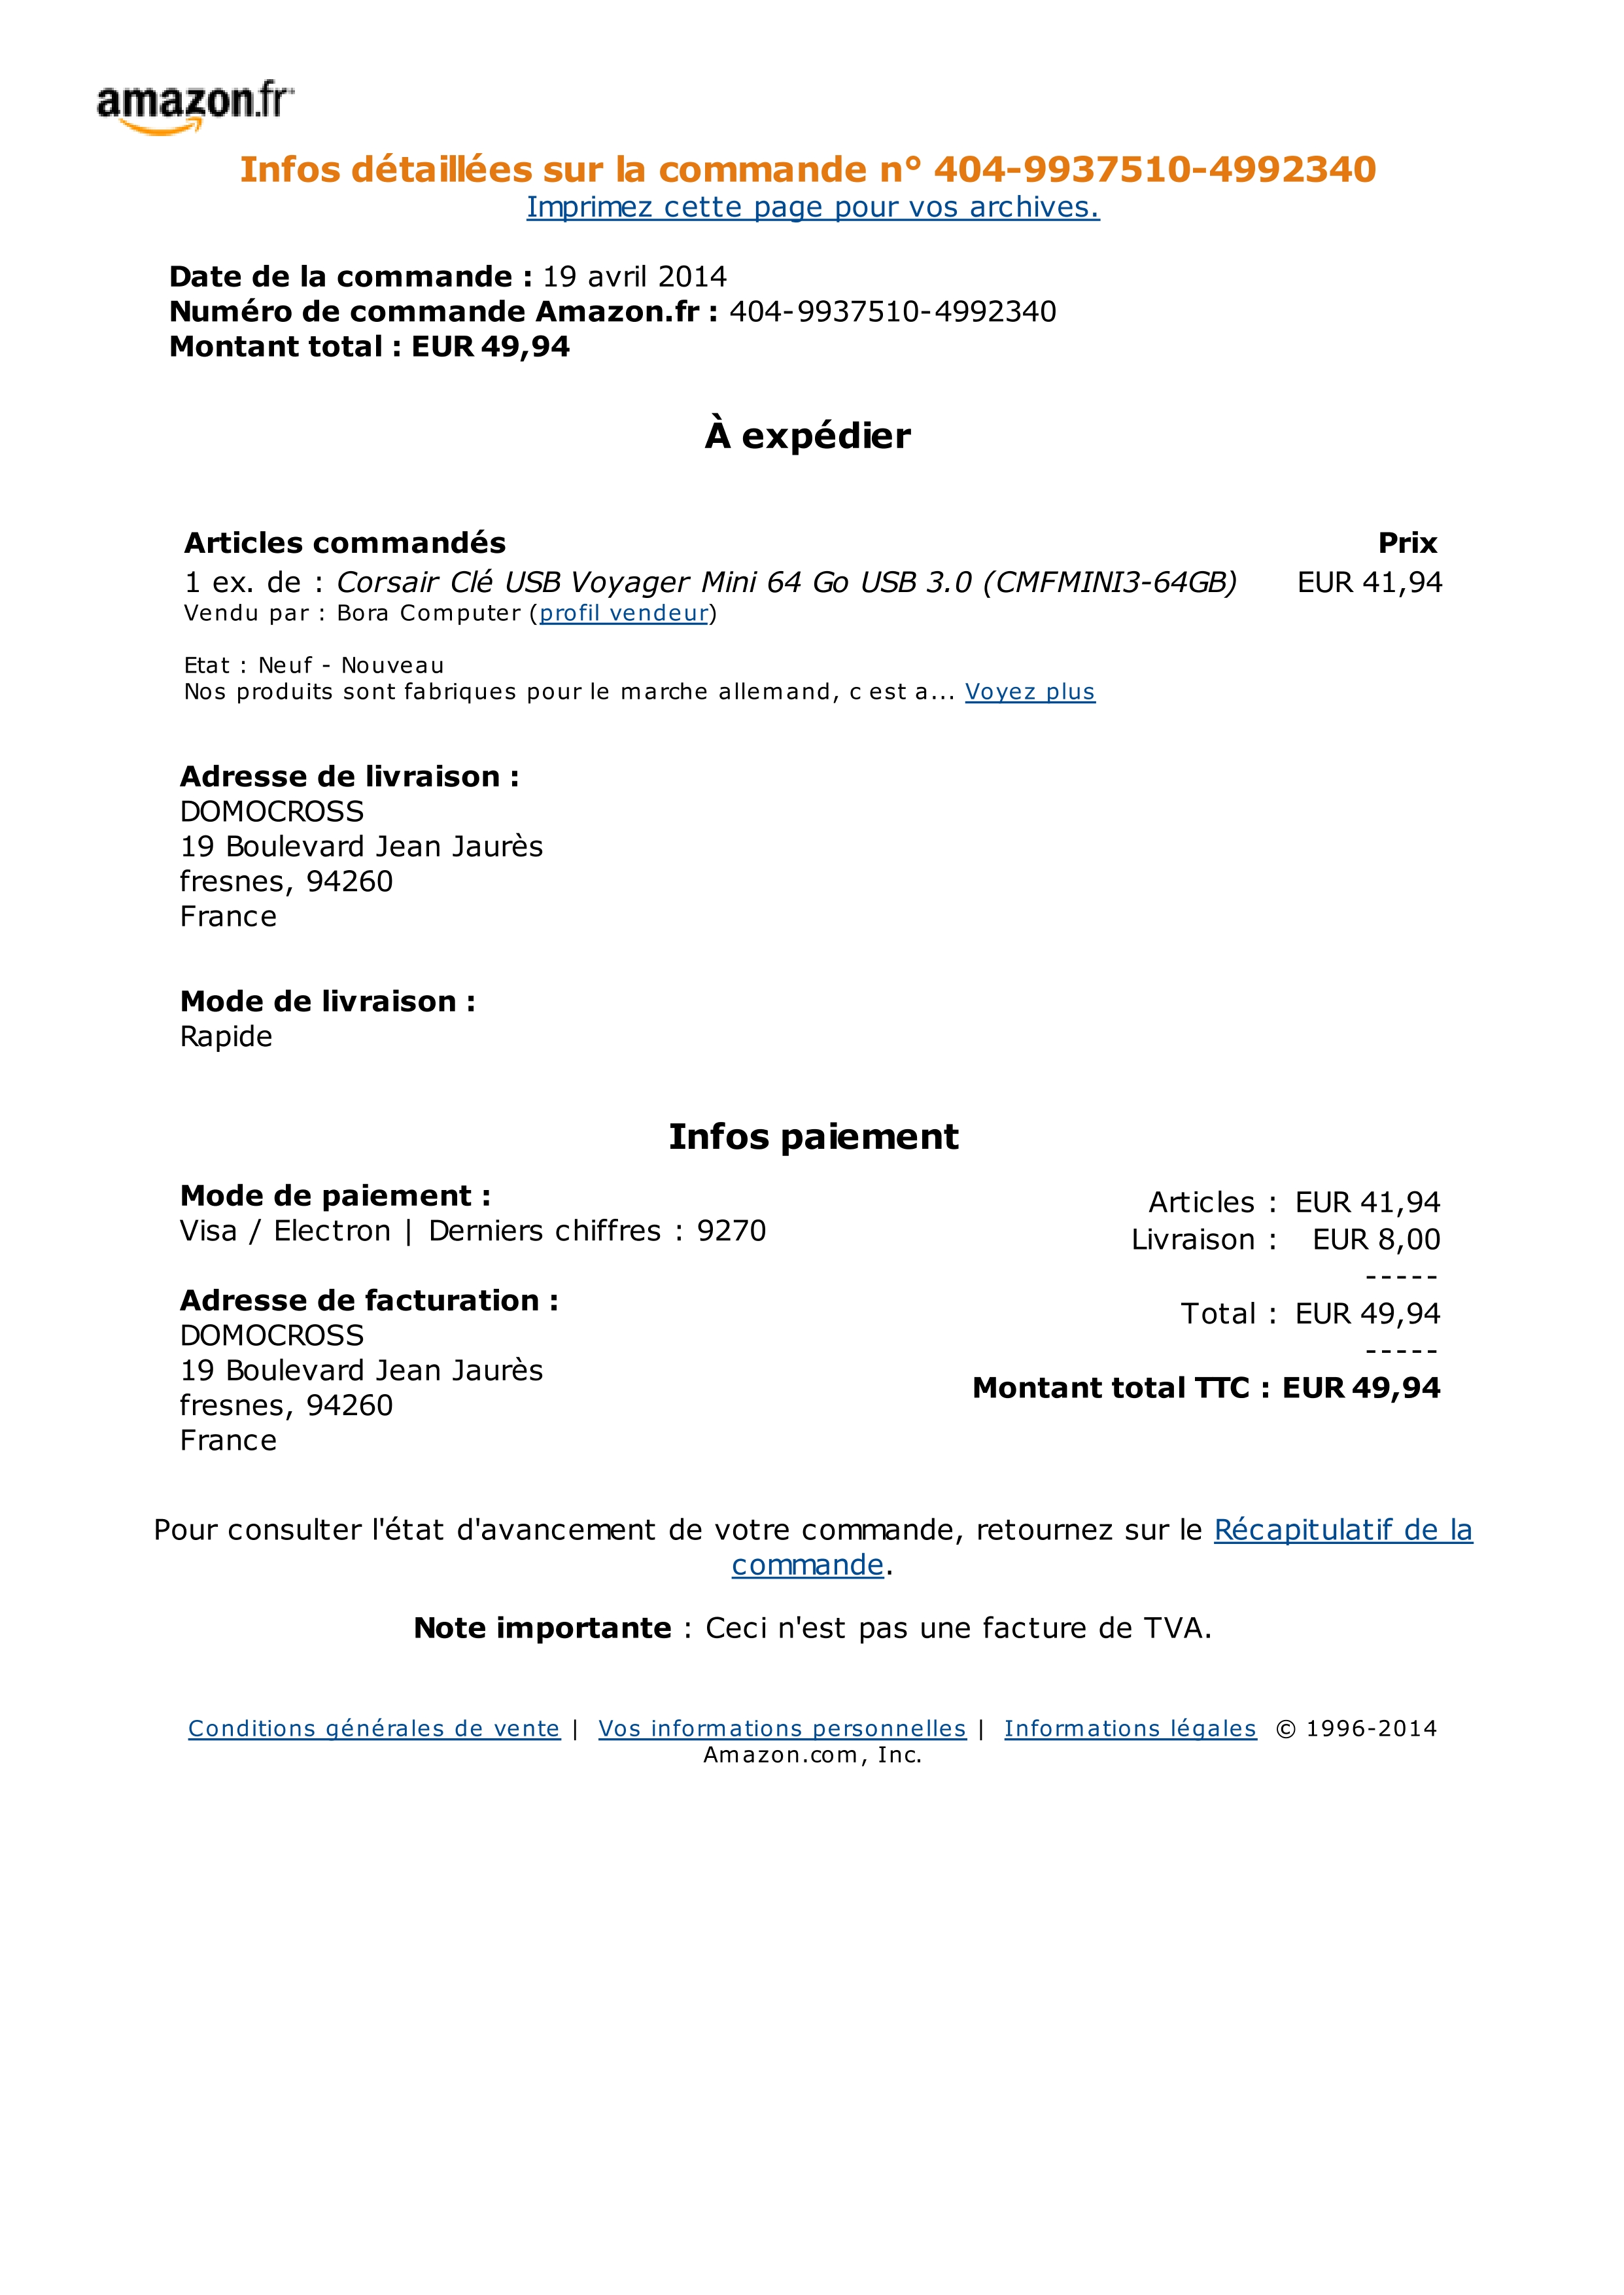 amazon.fr
Infos détaillées sur la commande n° 404-9937510-4992340
Imprimez cette page pour vos archives.
Date de la commande : 19 avril 2014
Numéro de commande Amazon.fr : 404-9937510-4992340
Montant total : EUR 49,94
À expédier
Articles commandés Prix
1 ex. de : Corsair Clé USB Voyager Mini 64 Go USB 3.0 (CMFMINI3-64GB) EUR 41,94
Vendu par : Bora Computer (profil vendeur)
Etat : Neuf - Nouveau
Nos produits sont fabriques pour le marche allemand, c est a... Voyez plus
Adresse de livraison :
DOMOCROSS
19 Boulevard Jean Jaurès
fresnes, 94260
France
Mode de livraison :
Rapide
Infos paiement
Mode de paiement :
Visa / Electron | Derniers chiffres : 9270
Adresse de facturation :
DOMOCROSS
19 Boulevard Jean Jaurès
fresnes, 94260
France
Articles : EUR 41,94
Livraison : EUR 8,00
-----
Total : EUR 49,94
-----
Montant total TTC : EUR 49,94
Pour consulter l'état d'avancement de votre commande, retournez sur le Récapitulatif de la
commande.
Note importante : Ceci n'est pas une facture de TVA.
Conditions générales de vente | Vos informations personnelles | Informations légales © 1996-2014
Amazon.com, Inc.